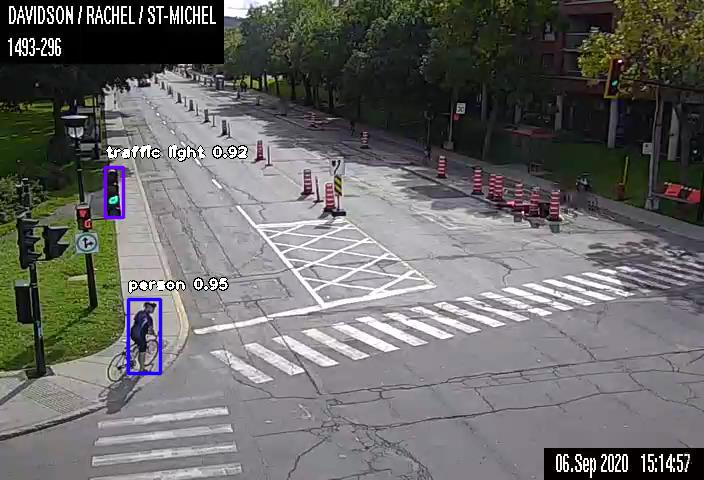 DAVIDSON / RACHEL / ST-MICHEL
1493-296
traffic light 0.92
person 0.95
06.Sep 2020 15:14:57